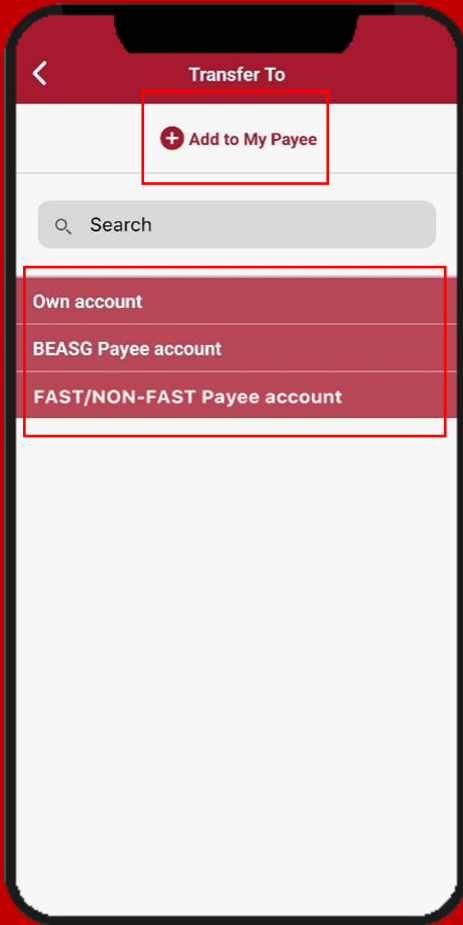 Transfer To
Add to My Payee
Search
Own account
BEASG Payee account
FAST/NON-FAST Payee account